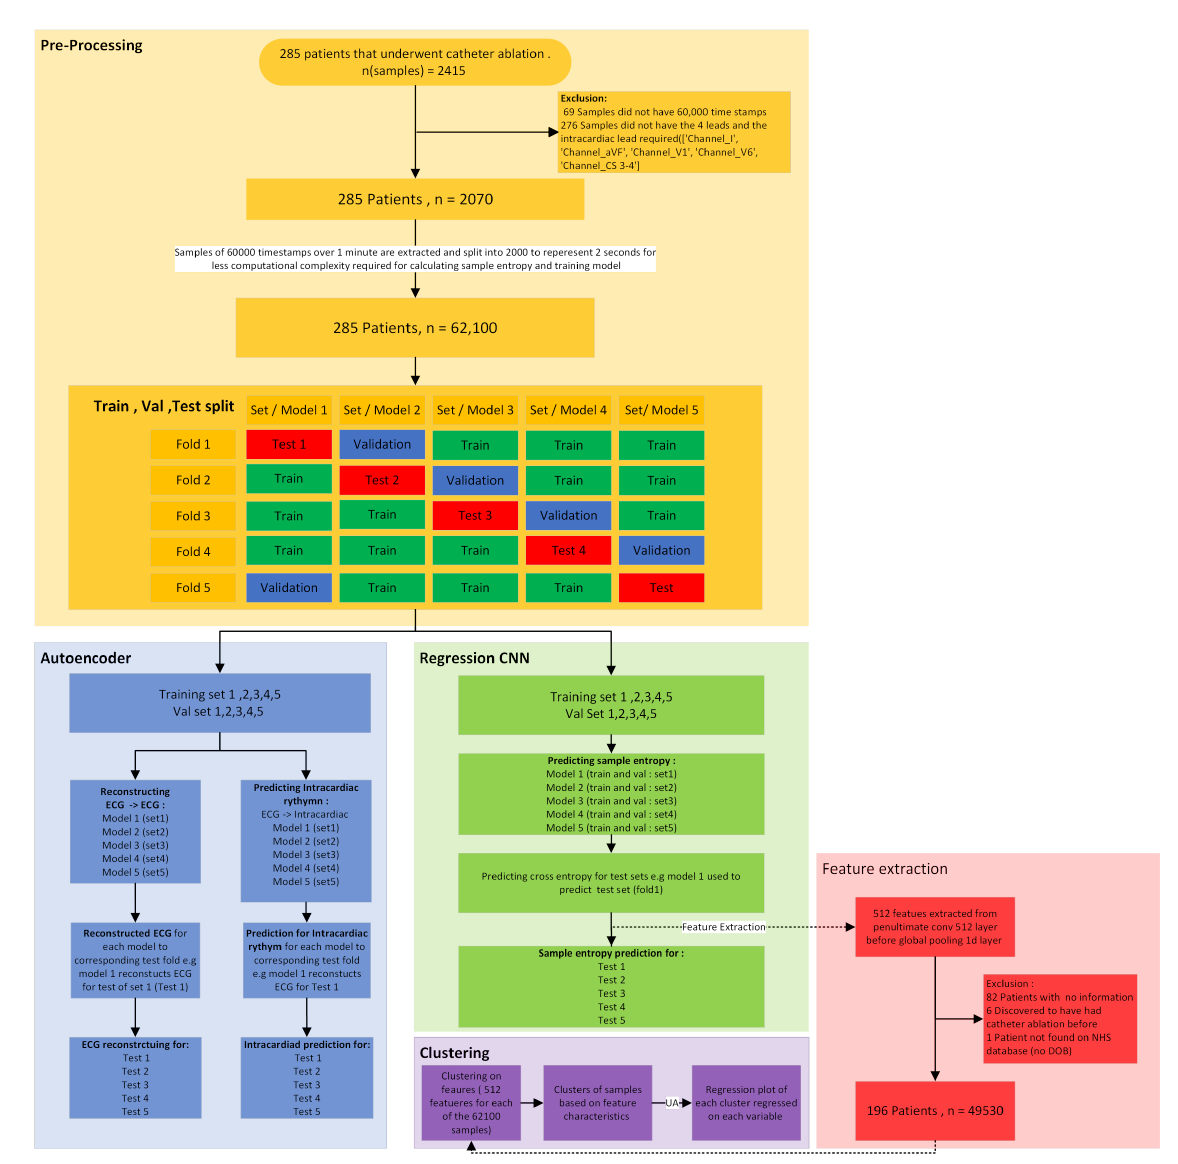 Pre-Processing
285 patients that underwent catheter ablation .
n(samples) = 2415
Exclusion:
69 Samples did not have 60,000 time stamps
276 Samples did not have the 4 leads and the
intracardiac lead required(['Channel_I',
'Channel_aVF', 'Channel_V1', 'Channel_V6',
'Channel_CS 3-4']
285 Patients , n = 2070
Samples of 60000 timestamps over 1 minute are extracted and split into 2000 to reperesent 2 seconds for
less computational complexity required for calculating sample entropy and training model
285 Patients, n = 62,100
Train , Val ,Test split
Set / Model 1
Set / Model 2
Set / Model 3
Set / Model 4
Set/ Model 5
Fold 1
Test 1
Validation
Train
Train
Train
Fold 2
Train
Test 2
Validation
Train
Train
Fold 3
Train
Train
Test 3
Validation
Train
Fold 4
Train
Train
Train
Test 4
Validation
Fold 5
Validation
Train
Train
Train
Test
Autoencoder
Training set 1 ,2,3,4,5
Val set 1,2,3,4,5
Reconstructing
ECG -> ECG :
Model 1 (set1)
Model 2 (set2)
Model 3 (set3)
Model 4 (set4)
Model 5 (set5)
Predicting Intracardiac
rythymn :
ECG -> Intracardiac
Model 1 (set1)
Model 2 (set2)
Model 3 (set3)
Model 4 (set4)
Model 5 (set5)
Reconstructed ECG for
each model to
corresponding test fold e.g
model 1 reconstucts ECG
for test of set 1 (Test 1)
Prediction for Intracardiac
rythym for each model to
corresponding test fold
e.g model 1 reconstucts
ECG for Test 1
ECG reconstrctuing for:
Test 1
Test 2
Test 3
Test 4
Test 5
Intracardiad prediction for:
Test 1
Test 2
Test 3
Test 4
Test 5
Regression CNN
Training set 1 ,2,3,4,5
Val Set 1,2,3,4,5
Predicting sample entropy :
Model 1 (train and val : set1)
Model 2 (train and val : set2)
Model 3 (train and val : set3)
Model 4 (train and val : set4)
Model 5 (train and val : set5)
Predicting cross entropy for test sets e.g model 1 used to
predict test set (fold1)
Feature Extraction
Sample entropy prediction for :
Test 1
Test 2
Test 3
Test 4
Test 5
Feature extraction
512 featues extracted from
penultimate conv 512 layer
before global pooling 1d layer
Exclusion :
82 Patients with no information
6 Discovered to have had
catheter ablation before
1 Patient not found on NHS
database (no DOB)
196 Patients , n = 49530
Clustering
Clustering on
feaures ( 512
featueres for each
of the 62100
samples)
Clusters of samples
based on feature
characteristics
UA
Regression plot of
each cluster regressed
on each variable